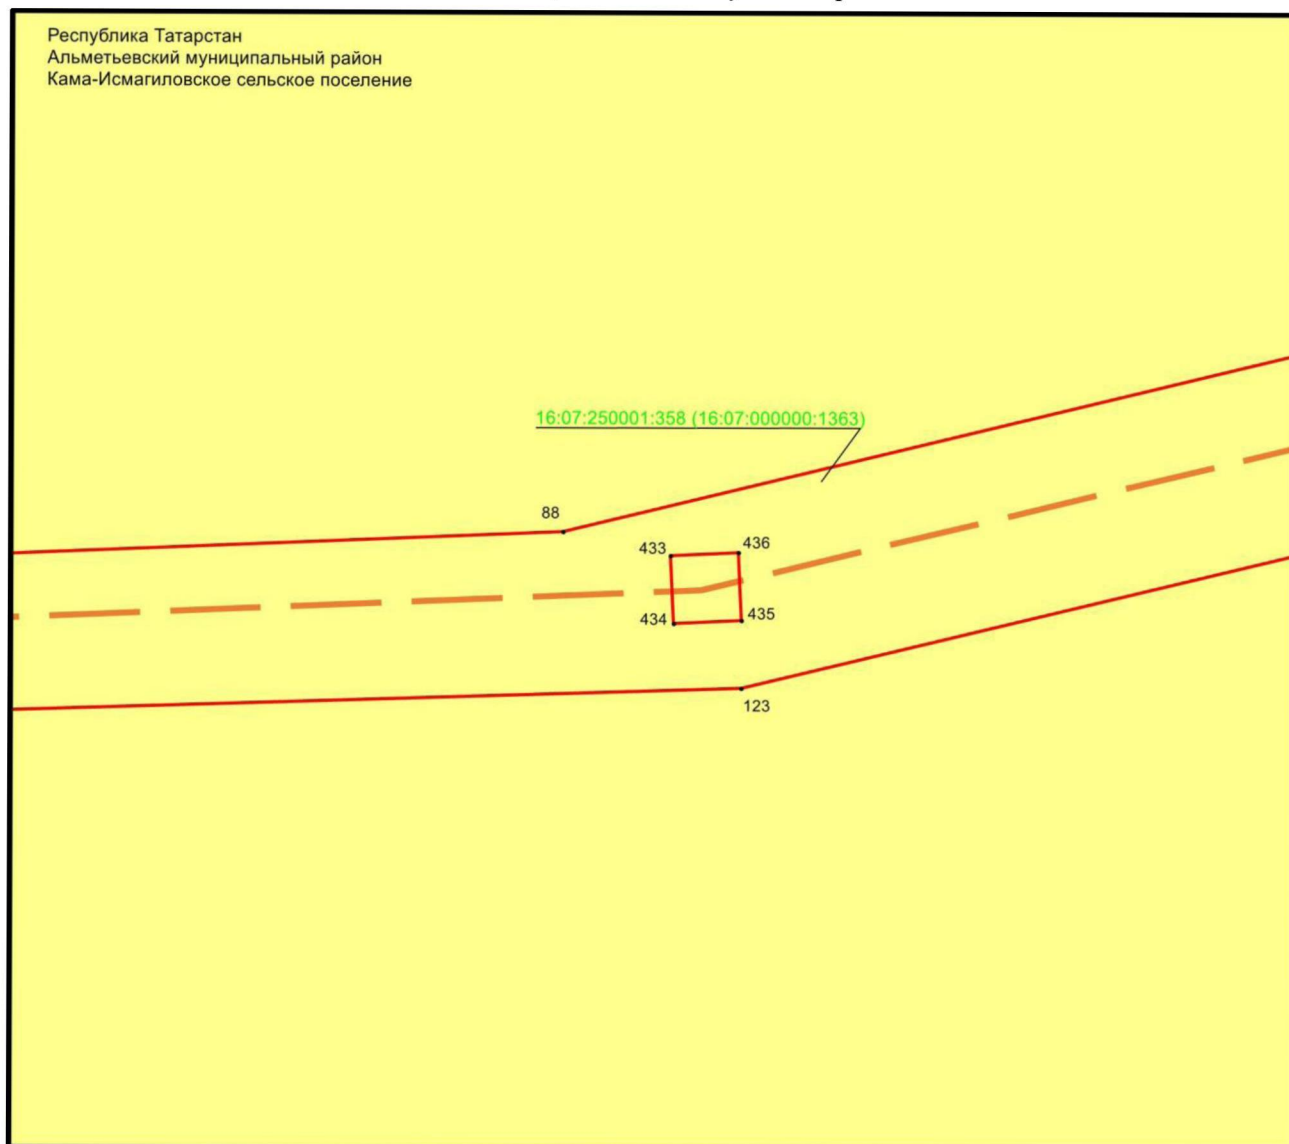 Республика Татарстан
Альметьевский муниципальный район
Кама-Исмагиловское сельское поселение
16:07:250001:358 (16:07:000000:1363)
88
433
436
434
435
123